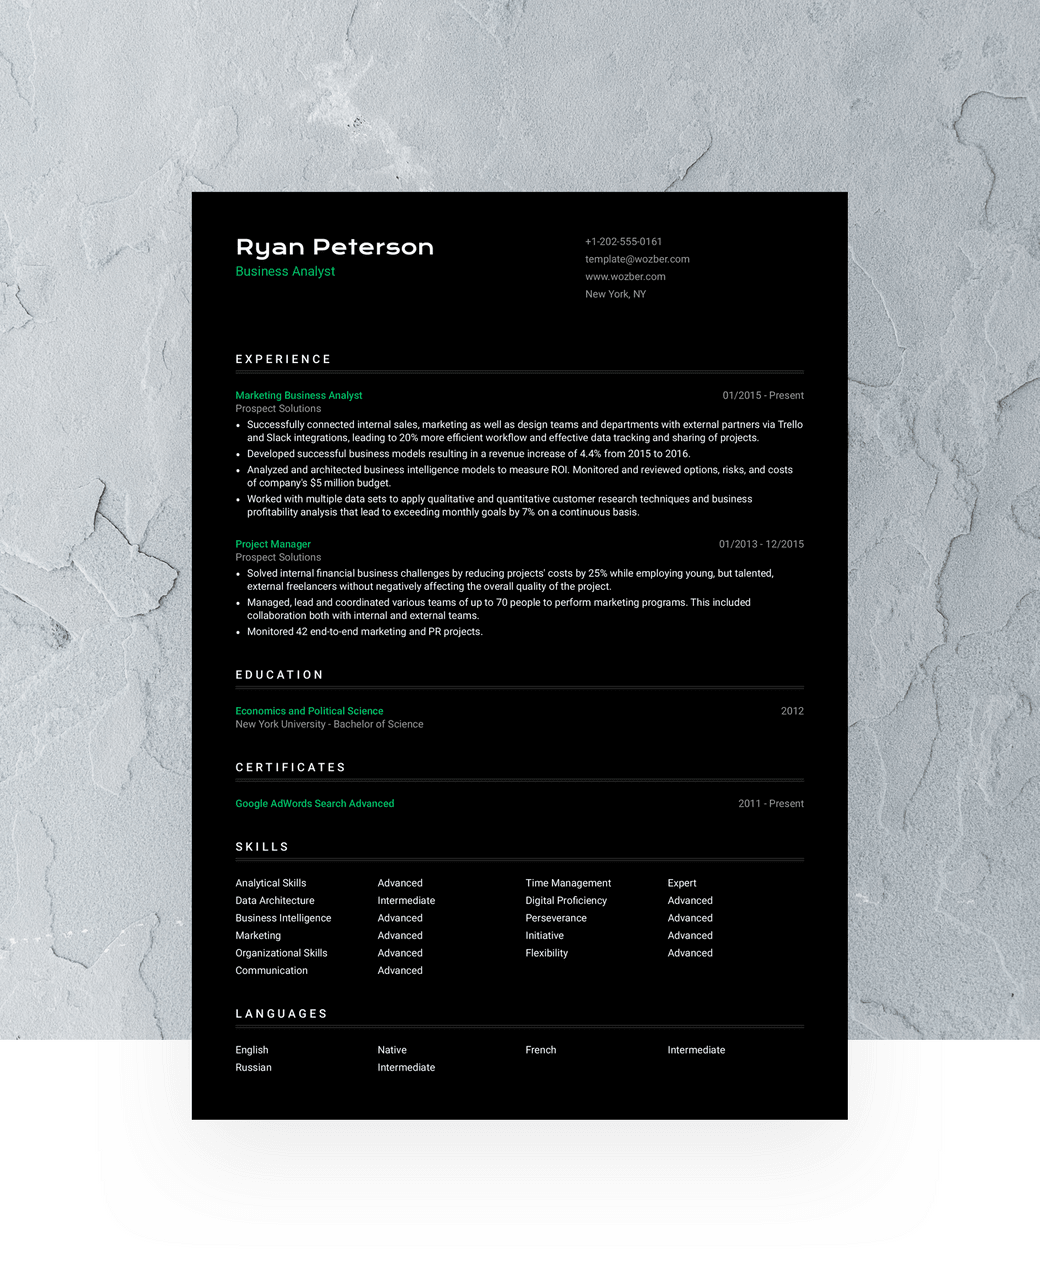 Ryan Peterson
Business Analyst
+1-202-555-0161
template@wozber.com
www.wozber.com
New York, NY
EXPERIENCE
Marketing Business Analyst 01/2015 - Present
Prospect Solutions
• Successfully connected internal sales, marketing as well as design teams and departments with external partners via Trello
and Slack integrations, leading to 20% more efficient workflow and effective data tracking and sharing of projects.
• Developed successful business models resulting in a revenue increase of 4.4% from 2015 to 2016.
• Analyzed and architected business intelligence models to measure ROI. Monitored and reviewed options, risks, and costs
of company's $5 million budget.
• Worked with multiple data sets to apply qualitative and quantitative customer research techniques and business
profitability analysis that lead to exceeding monthly goals by 7% on a continuous basis.
Project Manager 01/2013 - 12/2015
Prospect Solutions
• Solved internal financial business challenges by reducing projects' costs by 25% while employing young, but talented,
external freelancers without negatively affecting the overall quality of the project.
• Managed, lead and coordinated various teams of up to 70 people to perform marketing programs. This included
collaboration both with internal and external teams.
• Monitored 42 end-to-end marketing and PR projects.
EDUCATION
Economics and Political Science 2012
New York University - Bachelor of Science
CERTIFICATES
Google AdWords Search Advanced 2011 - Present
SKILLS
Analytical Skills Advanced Time Management Expert
Data Architecture Intermediate Digital Proficiency Advanced
Business Intelligence Advanced Perseverance Advanced
Marketing Advanced Initiative Advanced
Organizational Skills Advanced Flexibility Advanced
Communication Advanced
LANGUAGES
English Native French Intermediate
Russian Intermediate